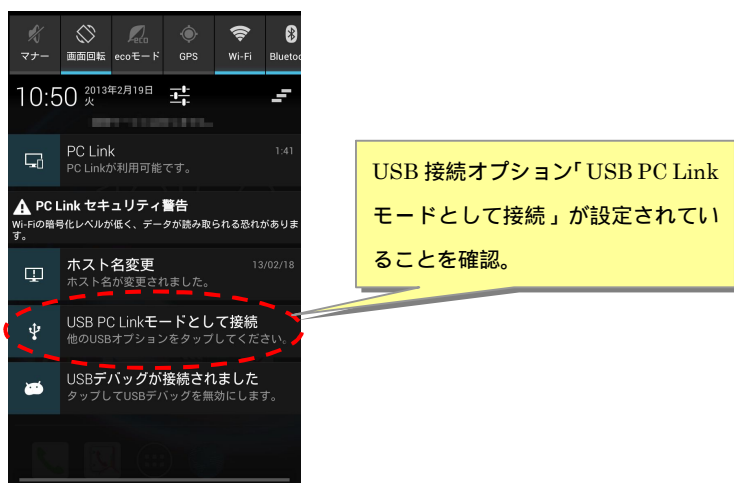 マナー 画面回転 ecoモード GPS Wi-Fi Bluetoo
10:50 2013年2月19日 火
PC Link 1:41
PC Linkが利用可能です。
PC Link セキュリティ警告
Wi-Fiの暗号化レベルが低く、データが読み取られる恐れがありま
す。
ホスト名変更 13/02/18
ホスト名が変更されました。
USB PC Linkモードとして接続
他のUSBオプションをタップしてください。
USBデバッグが接続されました
タップしてUSBデバッグを無効にします。
USB 接続オプション「USB PC Link
モードとして接続」が設定されてい
ることを確認。